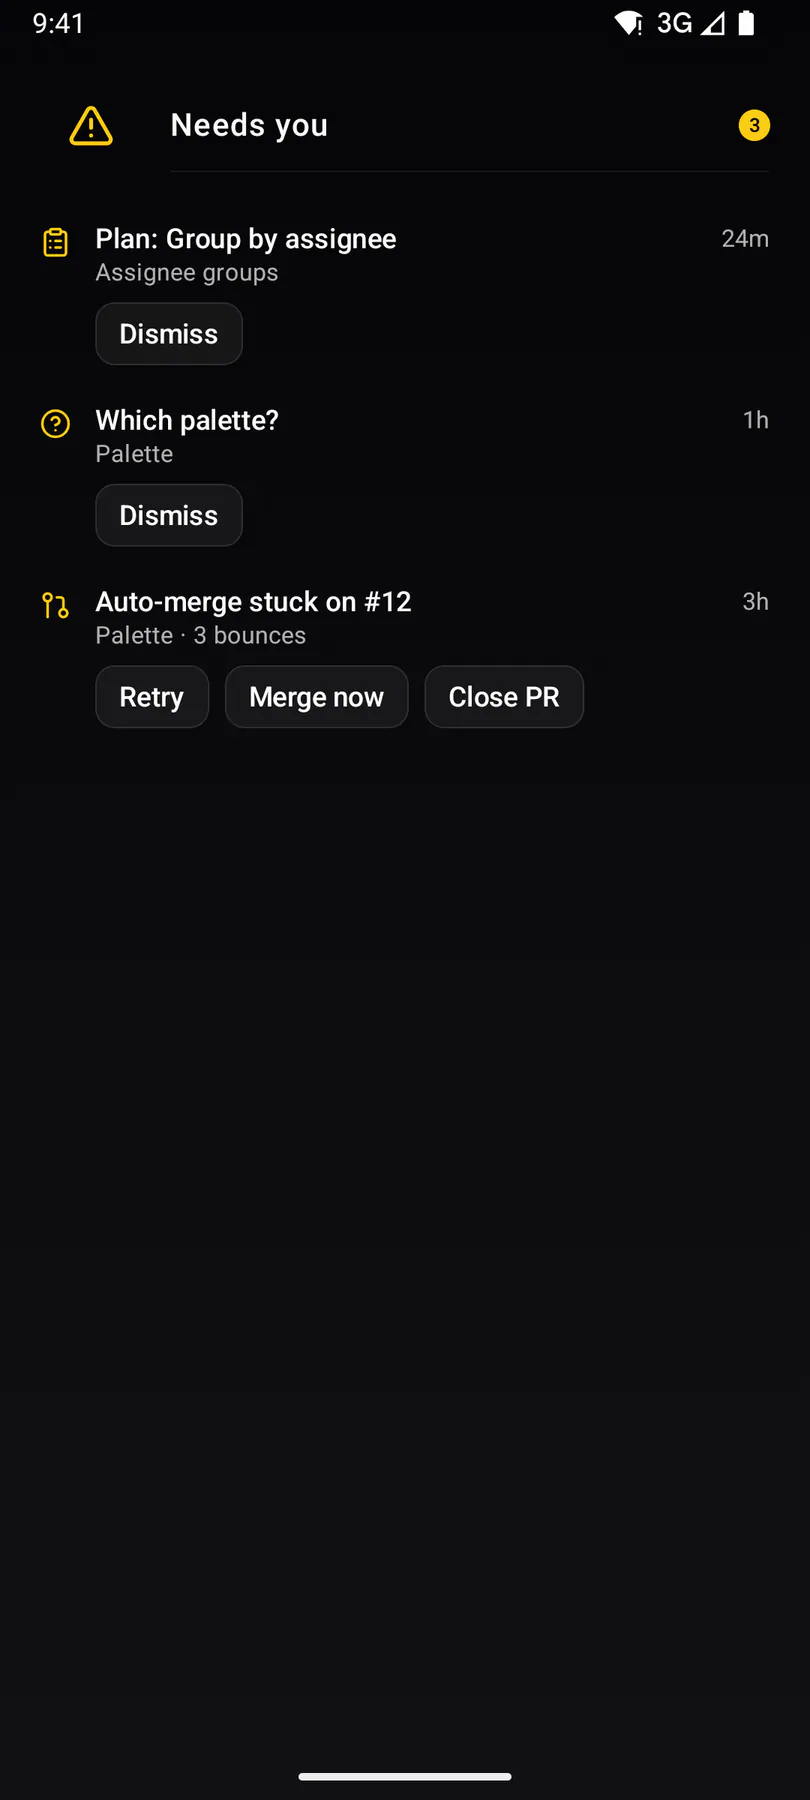 9:41
3G
Needs you
3
Plan: Group by assignee
24m
Assignee groups
Dismiss
Which palette?
1h
Palette
Dismiss
Auto-merge stuck on #12
3h
Palette · 3 bounces
Retry
Merge now
Close PR